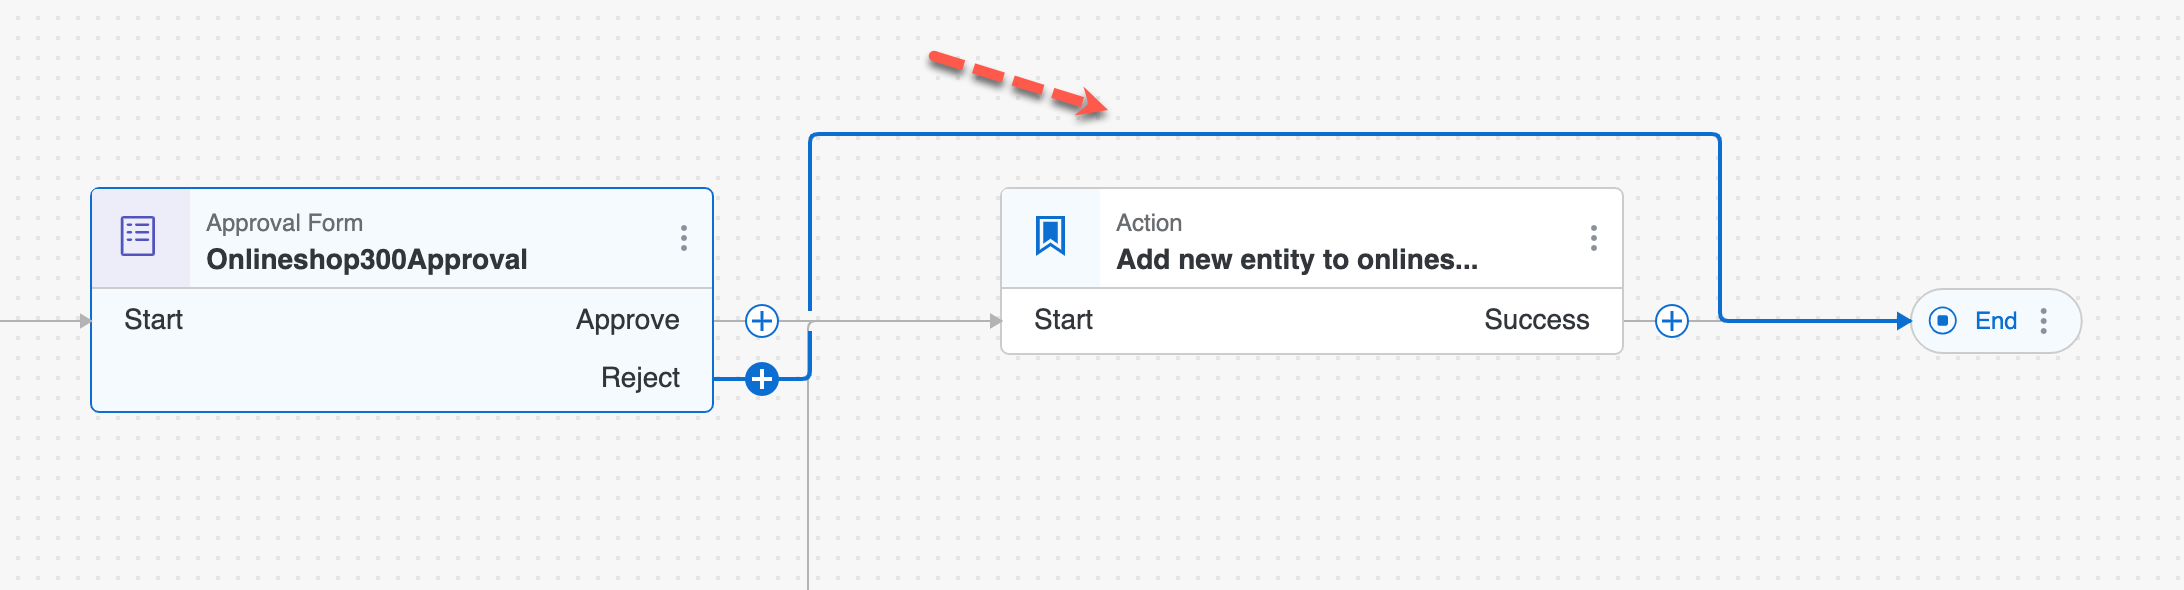 Approval Form
Onlineshop300Approval
Start
Approve
Reject
Action
Add new entity to onlines...
Start
Success
End